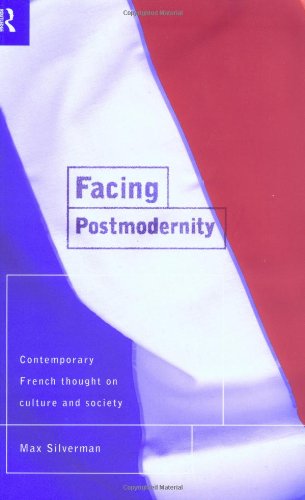 R
Facing
Postmodernity
Contemporary
French thought on
culture and society
Max Silverman